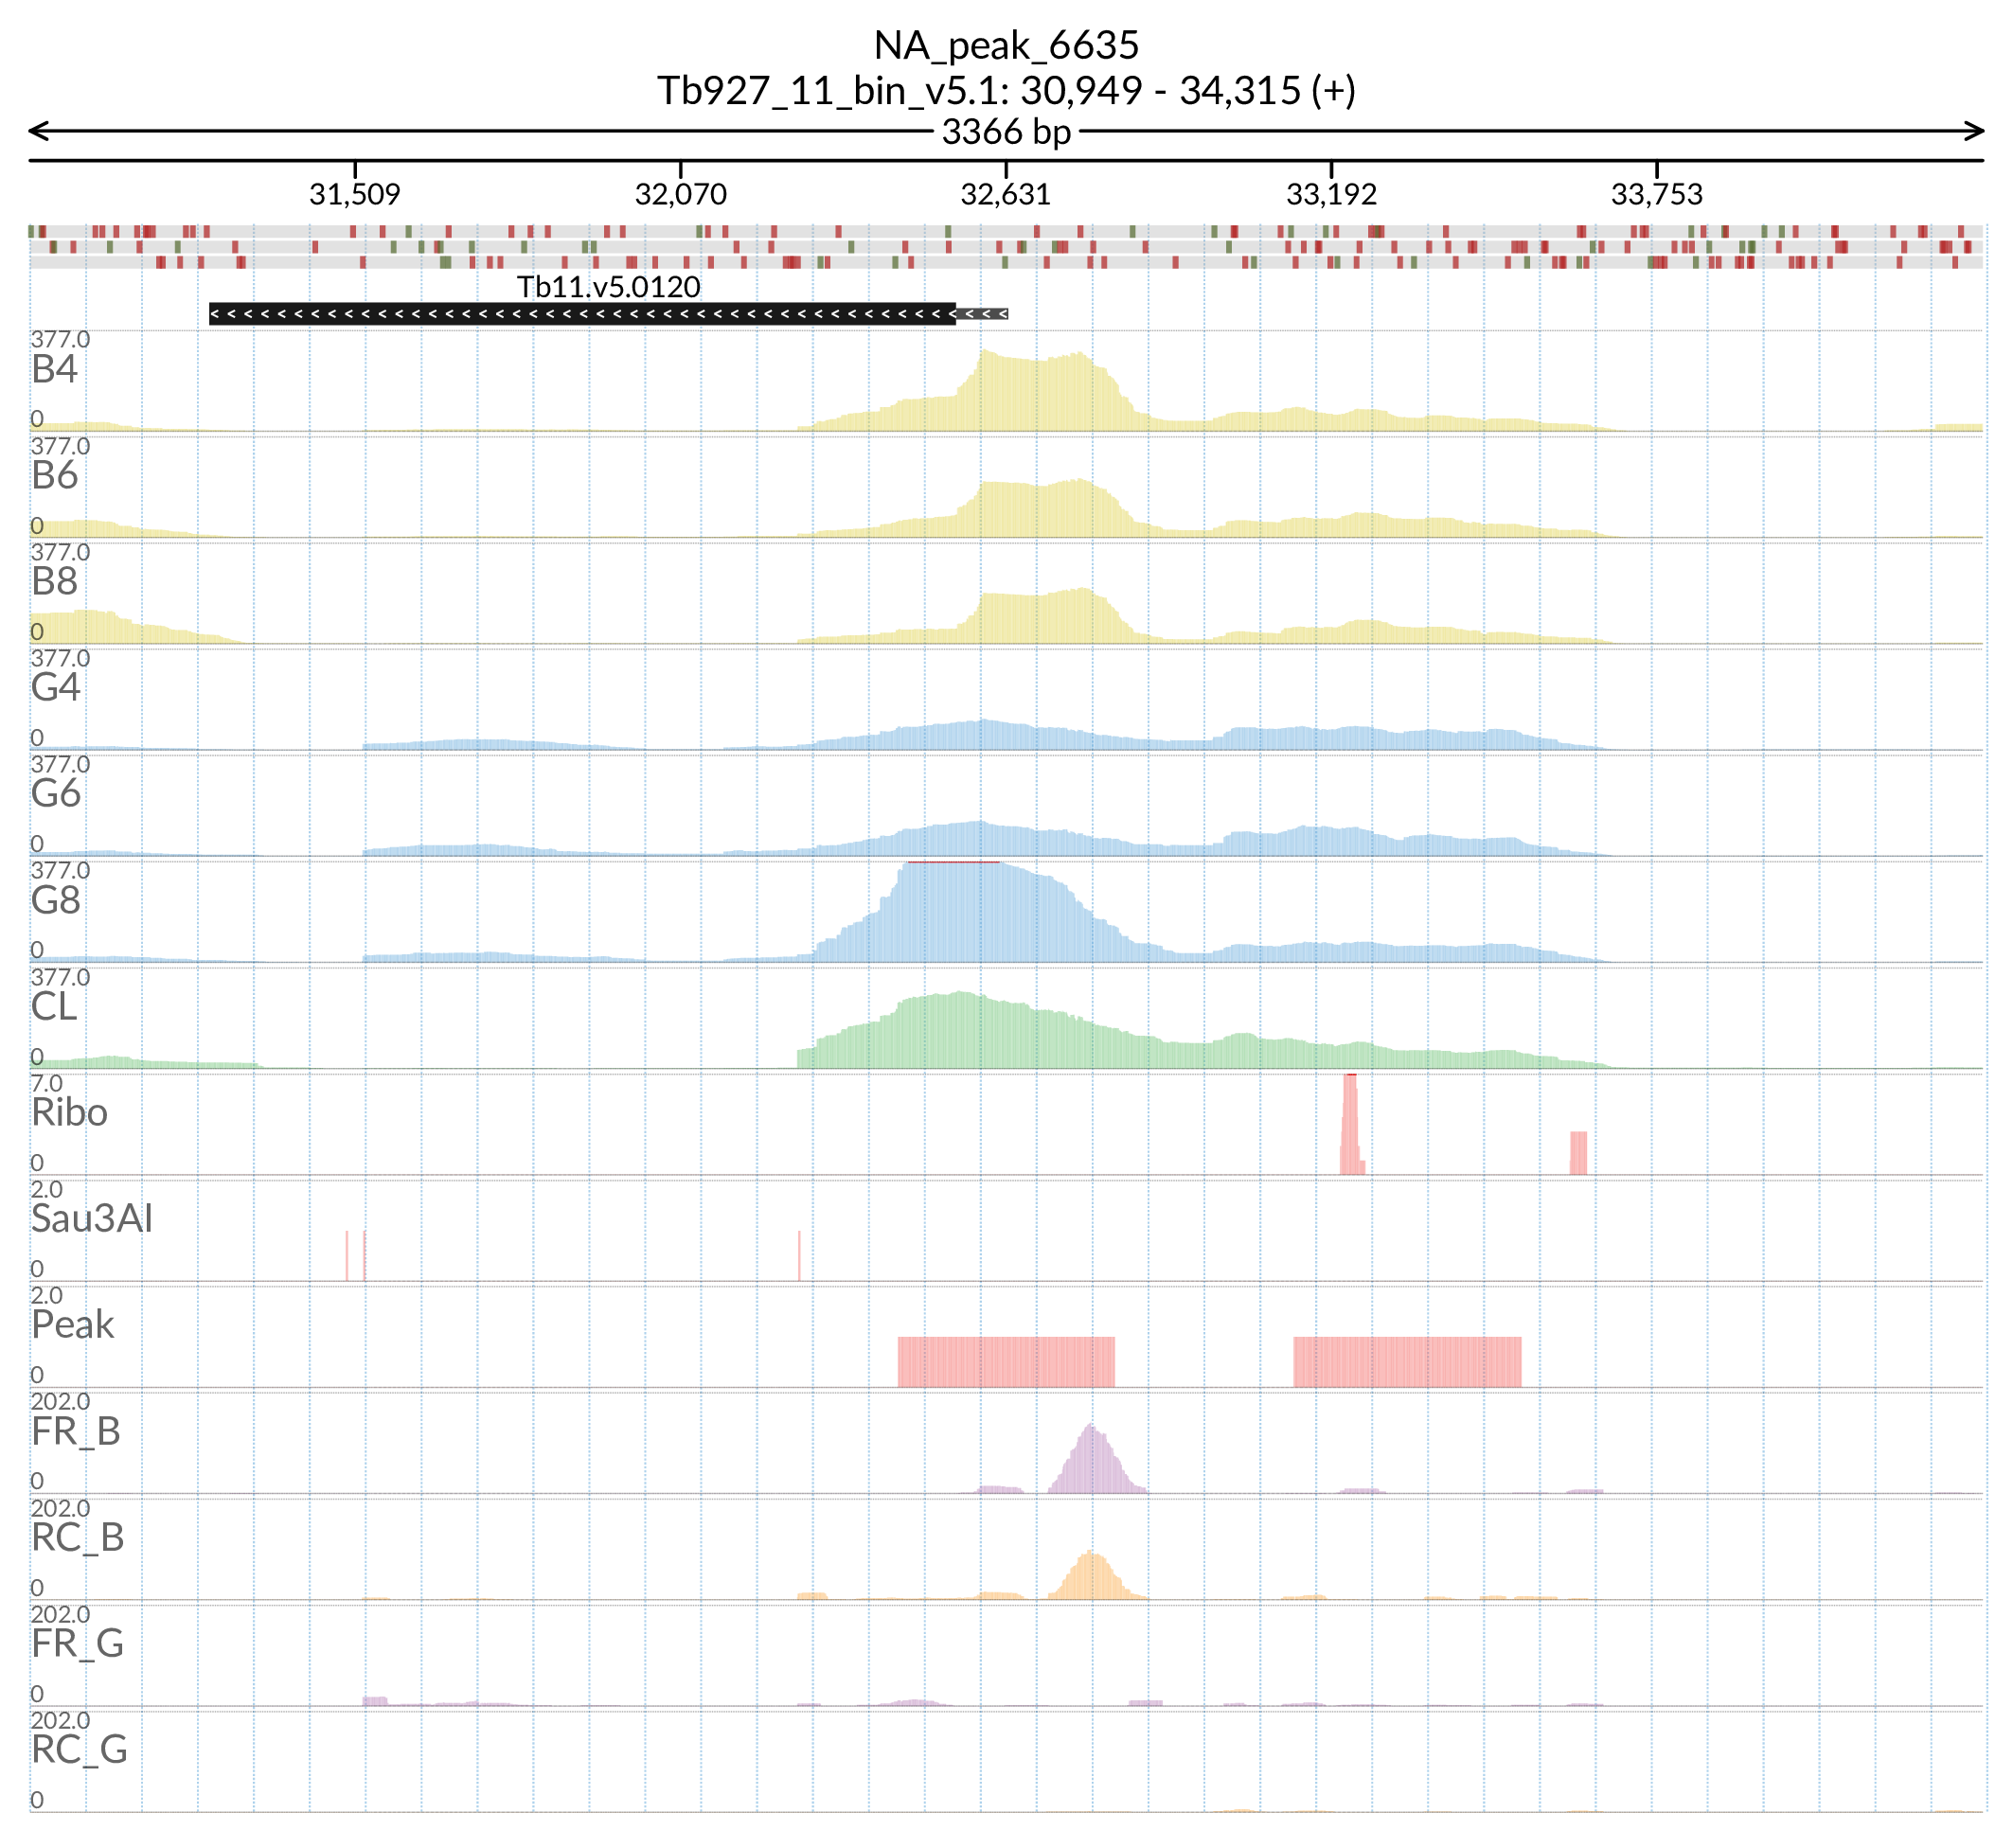 NA_peak_6635
Tb927_11_bin_v5.1: 30,949 - 34,315 (+)
3366 bp
31,509 32,070 32,631 33,192 33,753
Tb11.v5.0120
377.0
B4
0
377.0
B6
0
377.0
B8
0
377.0
G4
0
377.0
G6
0
377.0
G8
0
377.0
CL
0
7.0
Ribo
0
2.0
Sau3AI
0
2.0
Peak
0
202.0
FR_B
0
202.0
RC_B
0
202.0
FR_G
0
202.0
RC_G
0